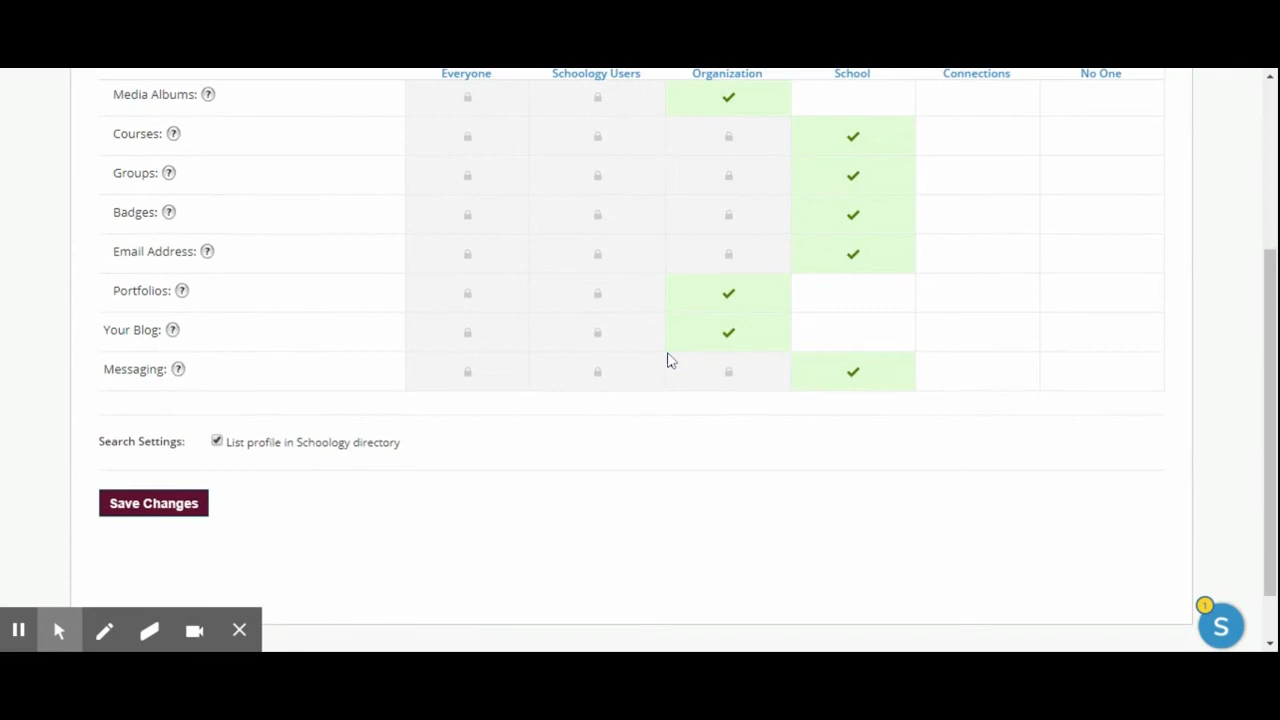 Everyone Schoology Users Organization School Connections No One
Media Albums: ?
Courses: ?
Groups: ?
Badges: ?
Email Address: ?
Portfolios: ?
Your Blog: ?
Messaging: ?
Search Settings: List profile in Schoology directory
Save Changes
1
S